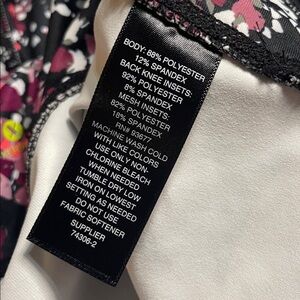 BODY: 88% POLYESTER
12% SPANDEX
BACK KNEE INSETS:
92% POLYESTER
8% SPANDEX
MESH INSETS:
82% POLYESTER
18% SPANDEX
RN# 93677
MACHINE WASH COLD
WITH LIKE COLORS
USE ONLY NON-
CHLORINE BLEACH
WHEN NEEDED
TUMBLE DRY LOW
IRON ON LOWEST
SETTING AS NEEDED
DO NOT USE
FABRIC SOFTENER
SUPPLIER
74306-2